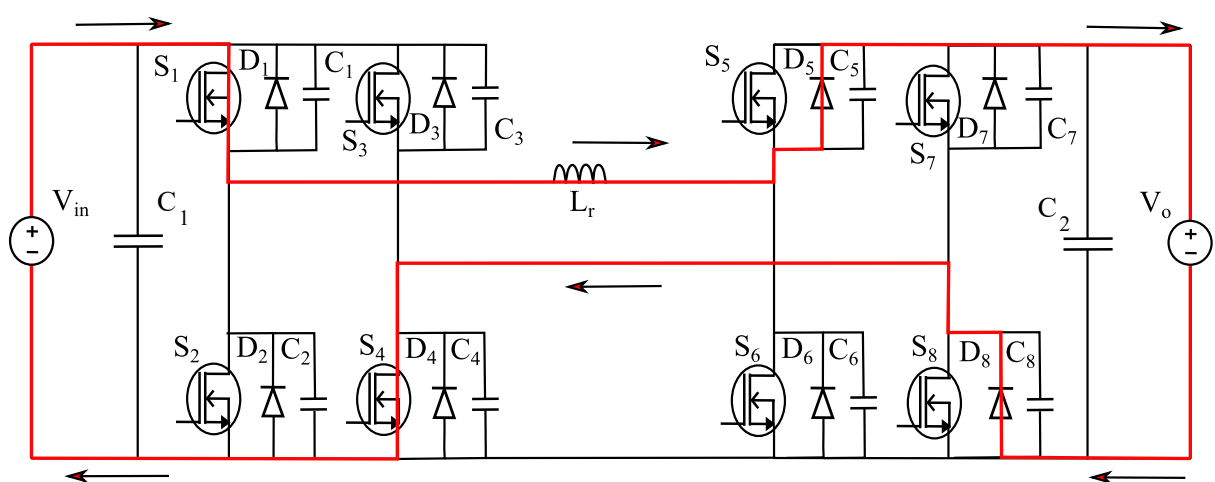 S₁ D₁ C₁ D₃ C₃ S₃
S₅ D₅ C₅ D₇ C₇ S₇
Vᵢₙ C₁ Lᵣ C₂ Vₒ
+ −
+ −
S₂ D₂ C₂ S₄ D₄ C₄
S₆ D₆ C₆ S₈ D₈ C₈